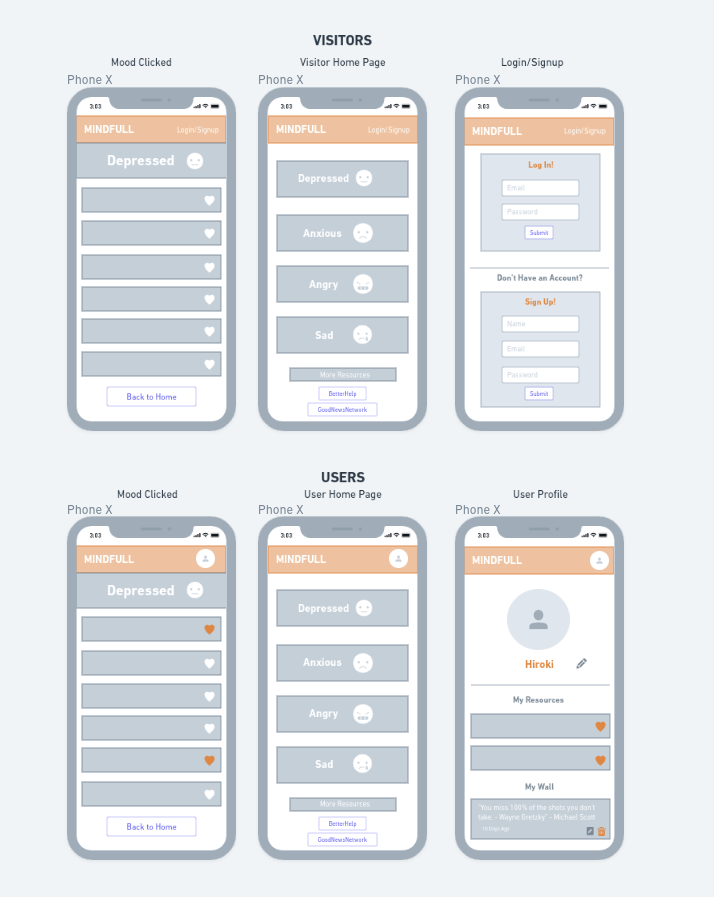 VISITORS
Mood Clicked
Visitor Home Page
Login/Signup
Phone X
Phone X
Phone X
3:03
MINDFULL
Login/Signup
Depressed
Back to Home
3:03
MINDFULL
Login/Signup
Depressed
Anxious
Angry
Sad
More Resources
BetterHelp
GoodNewsNetwork
3:03
MINDFULL
Login/Signup
Log In!
Email
Password
Submit
Don't Have an Account?
Sign Up!
Name
Email
Password
Submit
USERS
Mood Clicked
User Home Page
User Profile
Phone X
Phone X
Phone X
3:03
MINDFULL
Depressed
Back to Home
3:03
MINDFULL
Depressed
Anxious
Angry
Sad
More Resources
BetterHelp
GoodNewsNetwork
3:03
MINDFULL
Hiroki
My Resources
My Wall
"You miss 100% of the shots you don't
take. - Wayne Gretzky" - Michael Scott
10 Days Ago